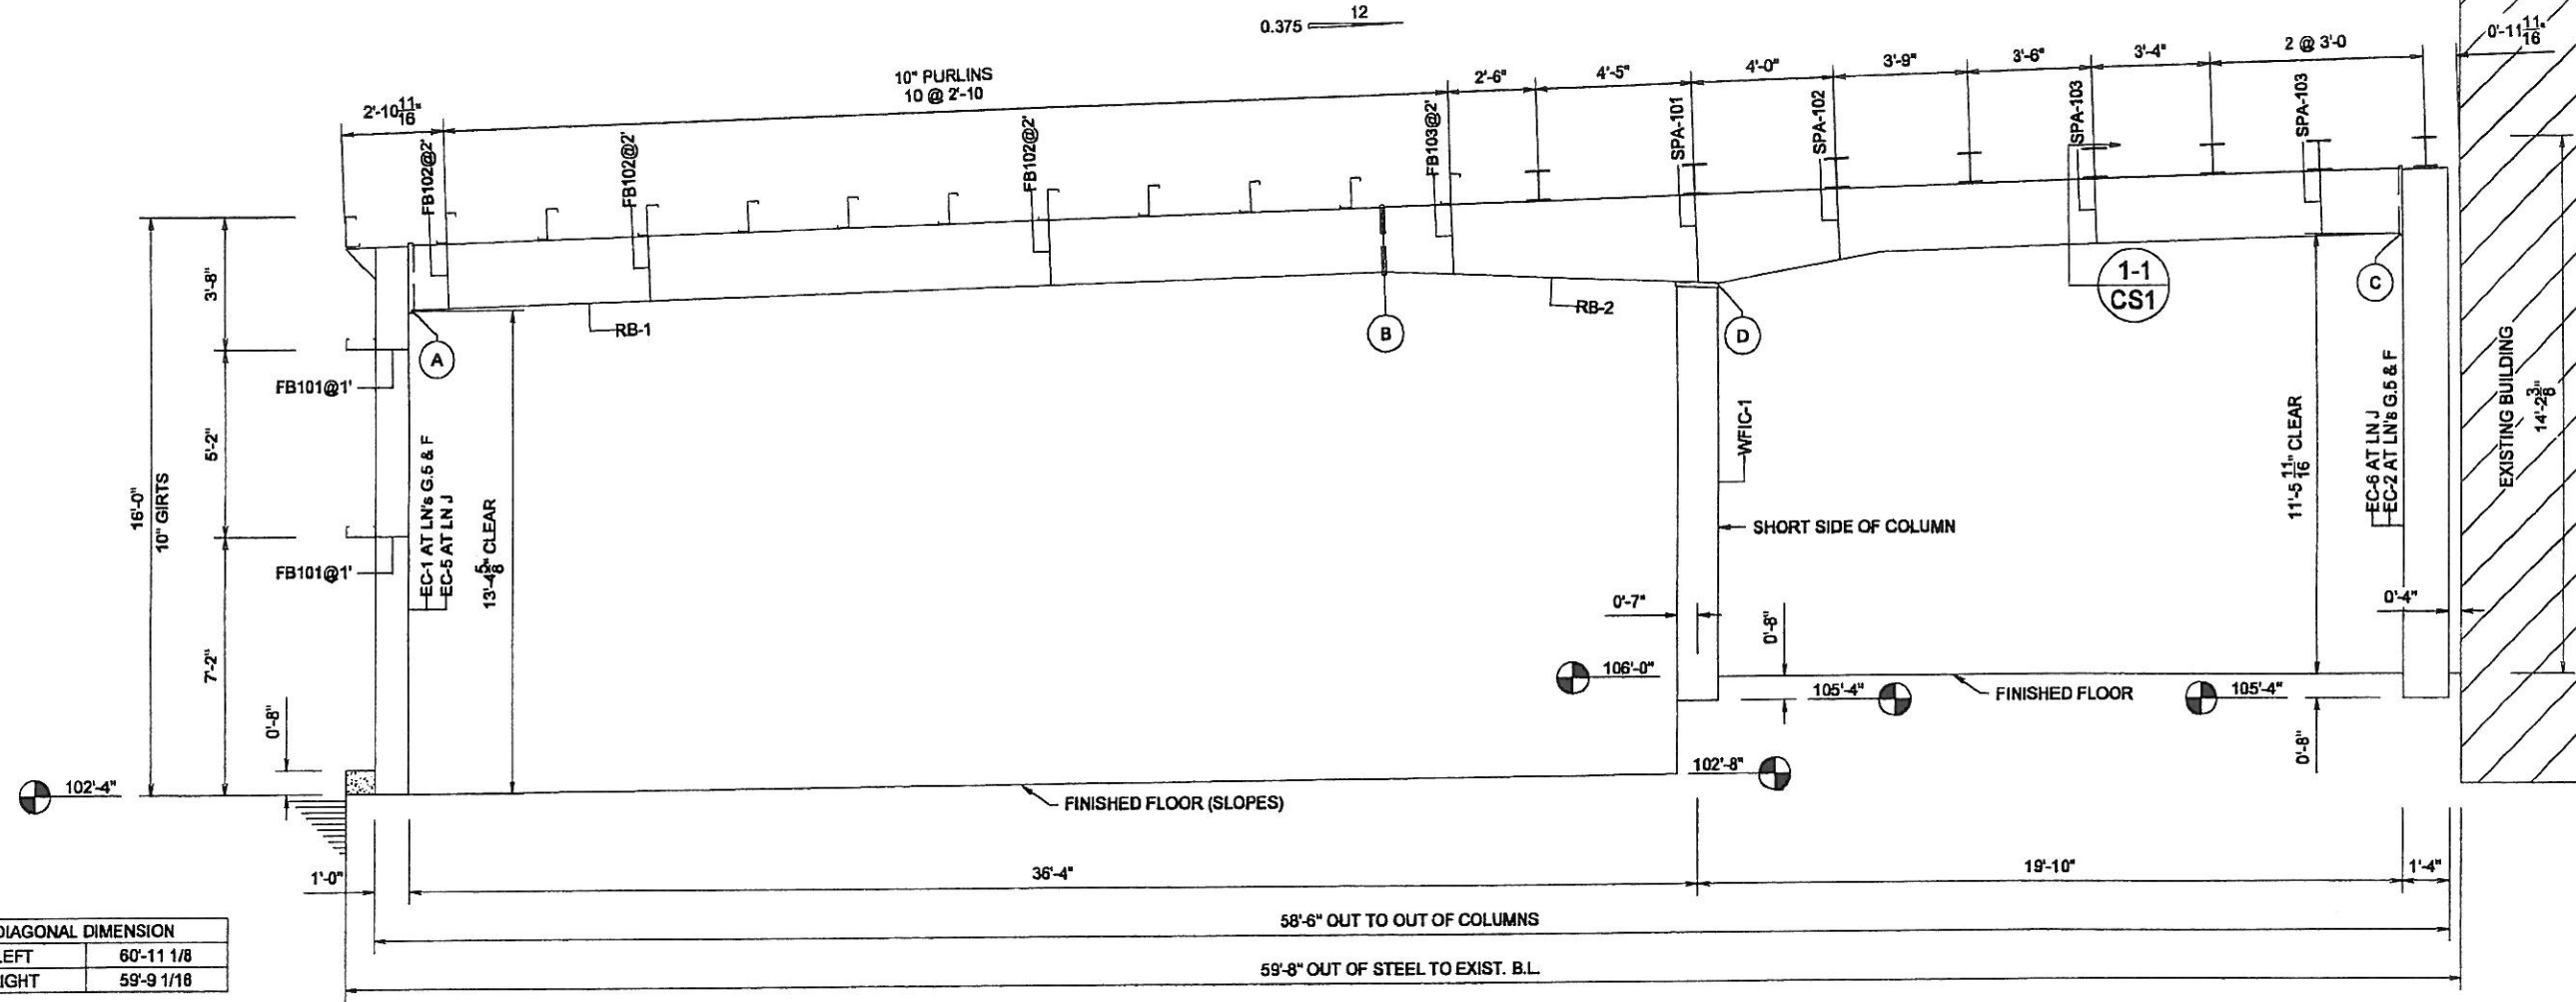 12
0.375
0'-11 11/16"
2'-10 11/16"
10" PURLINS
10 @ 2'-10
2'-6"
4'-5"
4'-0"
3'-9"
3'-6"
3'-4"
2 @ 3'-0
FB102@2'
FB102@2'
FB102@2'
FB103@2'
SPA-101
SPA-102
SPA-103
SPA-103
16'-0"
10" GIRTS
3'-8"
5'-2"
7'-2"
0'-8"
FB101@1'
FB101@1'
A
RB-1
B
RB-2
D
1-1
CS1
C
EC-1 AT LN's G.5 & F
EC-5 AT LN J
13'-4 5/8" CLEAR
WFIC-1
SHORT SIDE OF COLUMN
11'-5 11/16" CLEAR
EC-6 AT LN J
EC-2 AT LN's G.5 & F
EXISTING BUILDING
14'-2 3/8"
0'-7"
0'-8"
0'-4"
106'-0"
105'-4"
FINISHED FLOOR
105'-4"
0'-8"
102'-4"
102'-8"
FINISHED FLOOR (SLOPES)
1'-0"
36'-4"
19'-10"
1'-4"
58'-6" OUT TO OUT OF COLUMNS
59'-8" OUT OF STEEL TO EXIST. B.L.
DIAGONAL DIMENSION
LEFT 60'-11 1/8
IGHT 59'-9 1/16